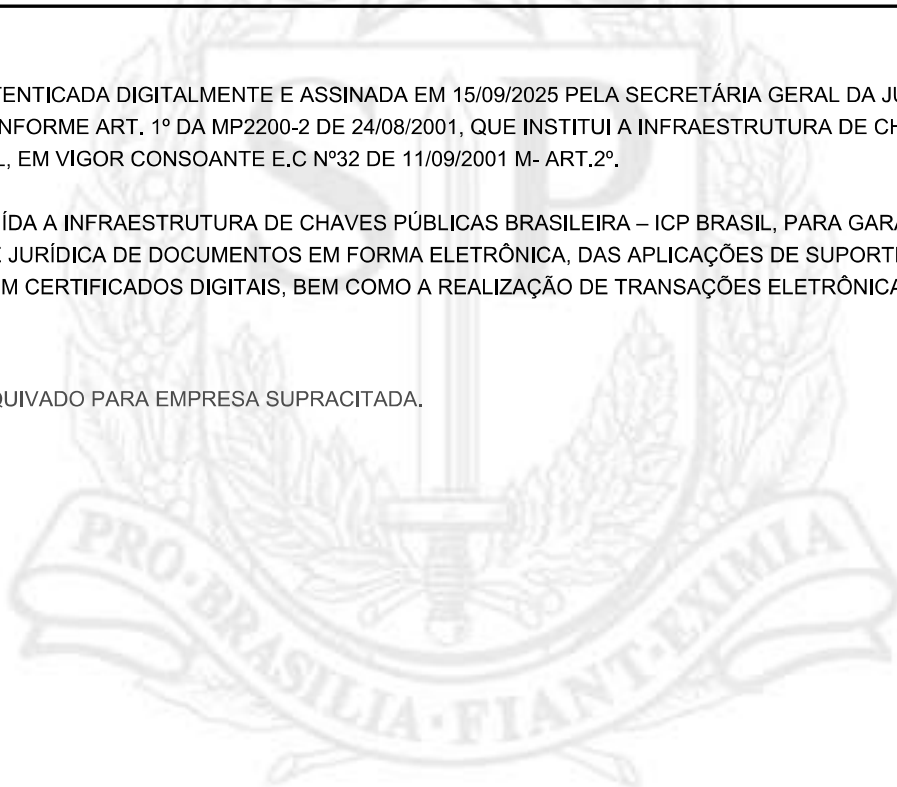 TENTICADA DIGITALMENTE E ASSINADA EM 15/09/2025 PELA SECRETÁRIA GERAL DA JU
NFORME ART. 1º DA MP2200-2 DE 24/08/2001, QUE INSTITUI A INFRAESTRUTURA DE CH
L, EM VIGOR CONSOANTE E.C Nº32 DE 11/09/2001 M- ART.2º.
ÍDA A INFRAESTRUTURA DE CHAVES PÚBLICAS BRASILEIRA – ICP BRASIL, PARA GARA
E JURÍDICA DE DOCUMENTOS EM FORMA ELETRÔNICA, DAS APLICAÇÕES DE SUPORTE
M CERTIFICADOS DIGITAIS, BEM COMO A REALIZAÇÃO DE TRANSAÇÕES ELETRÔNICA
QUIVADO PARA EMPRESA SUPRACITADA.
SP
PRO·BRASILIA·FIANT·EXIMIA